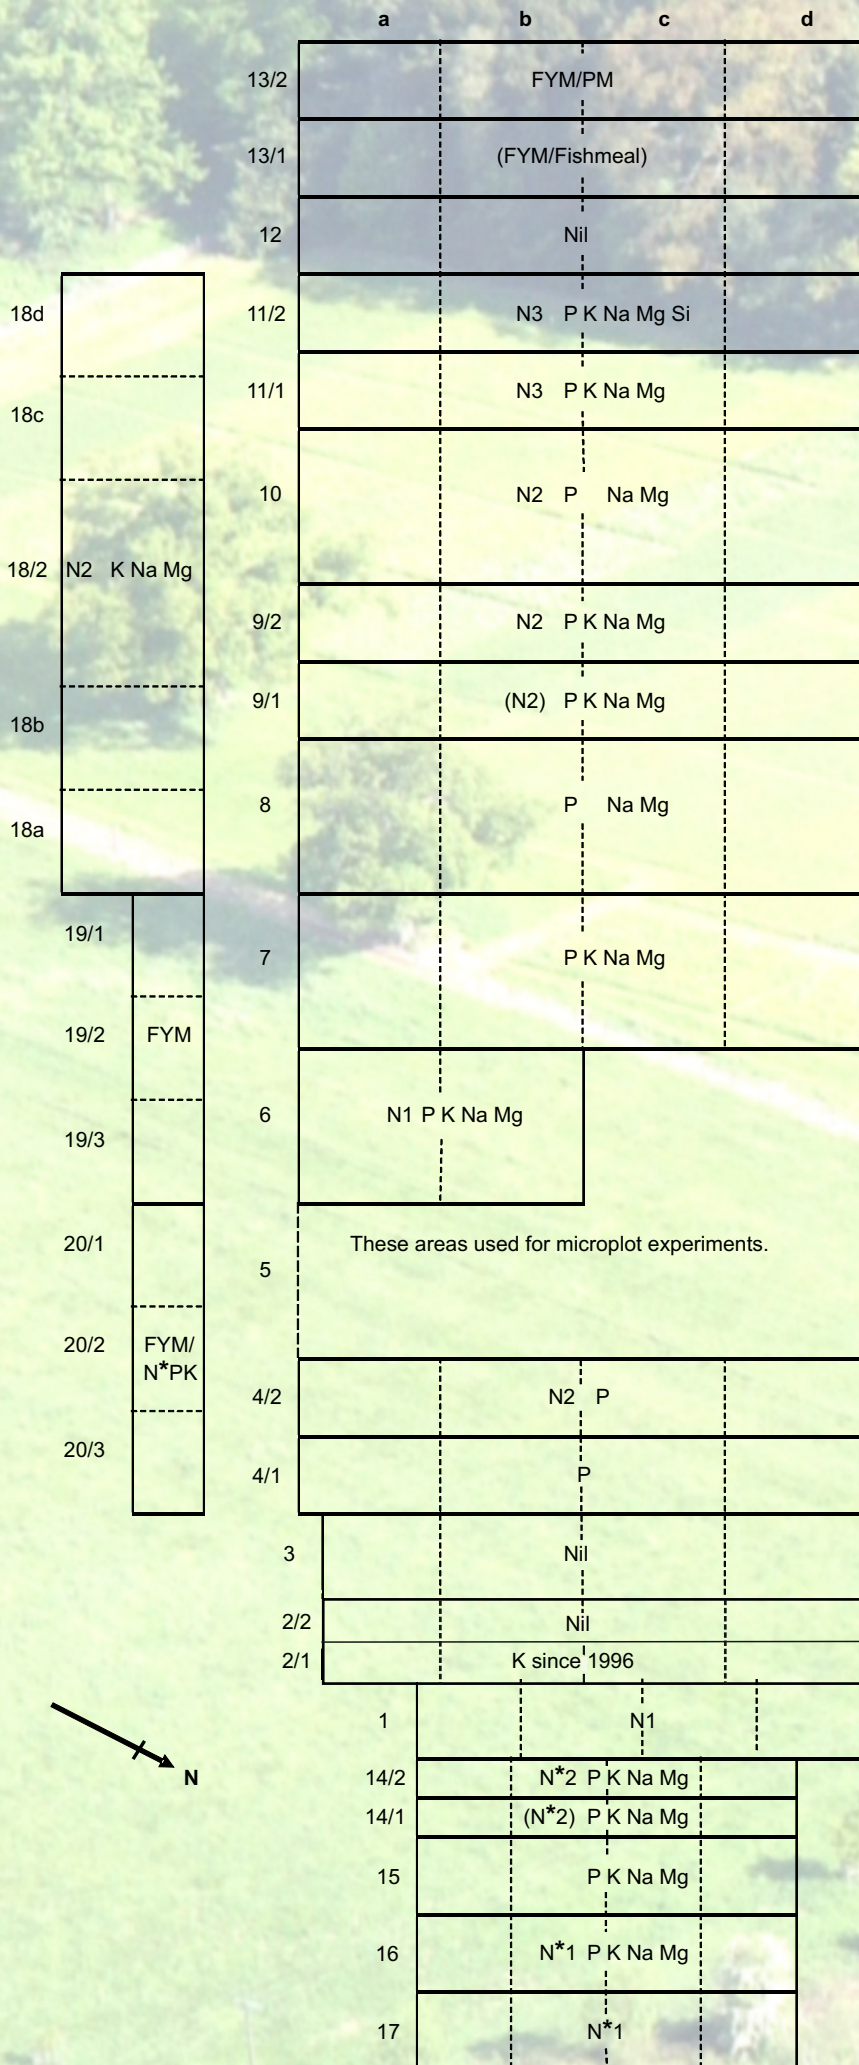 a b c d
13/2 FYM/PM
13/1 (FYM/Fishmeal)
12 Nil
18d
11/2 N3 P K Na Mg Si
11/1 N3 P K Na Mg
18c
10 N2 P Na Mg
18/2 N2 K Na Mg
9/2 N2 P K Na Mg
9/1 (N2) P K Na Mg
18b
8 P Na Mg
18a
19/1
7 P K Na Mg
19/2 FYM
6 N1 P K Na Mg
19/3
20/1
These areas used for microplot experiments.
5
20/2 FYM/
N*PK
4/2 N2 P
20/3
4/1 P
3 Nil
2/2 Nil
2/1 K since 1996
1 N1
N
14/2 N*2 P K Na Mg
14/1 (N*2) P K Na Mg
15 P K Na Mg
16 N*1 P K Na Mg
17 N*1